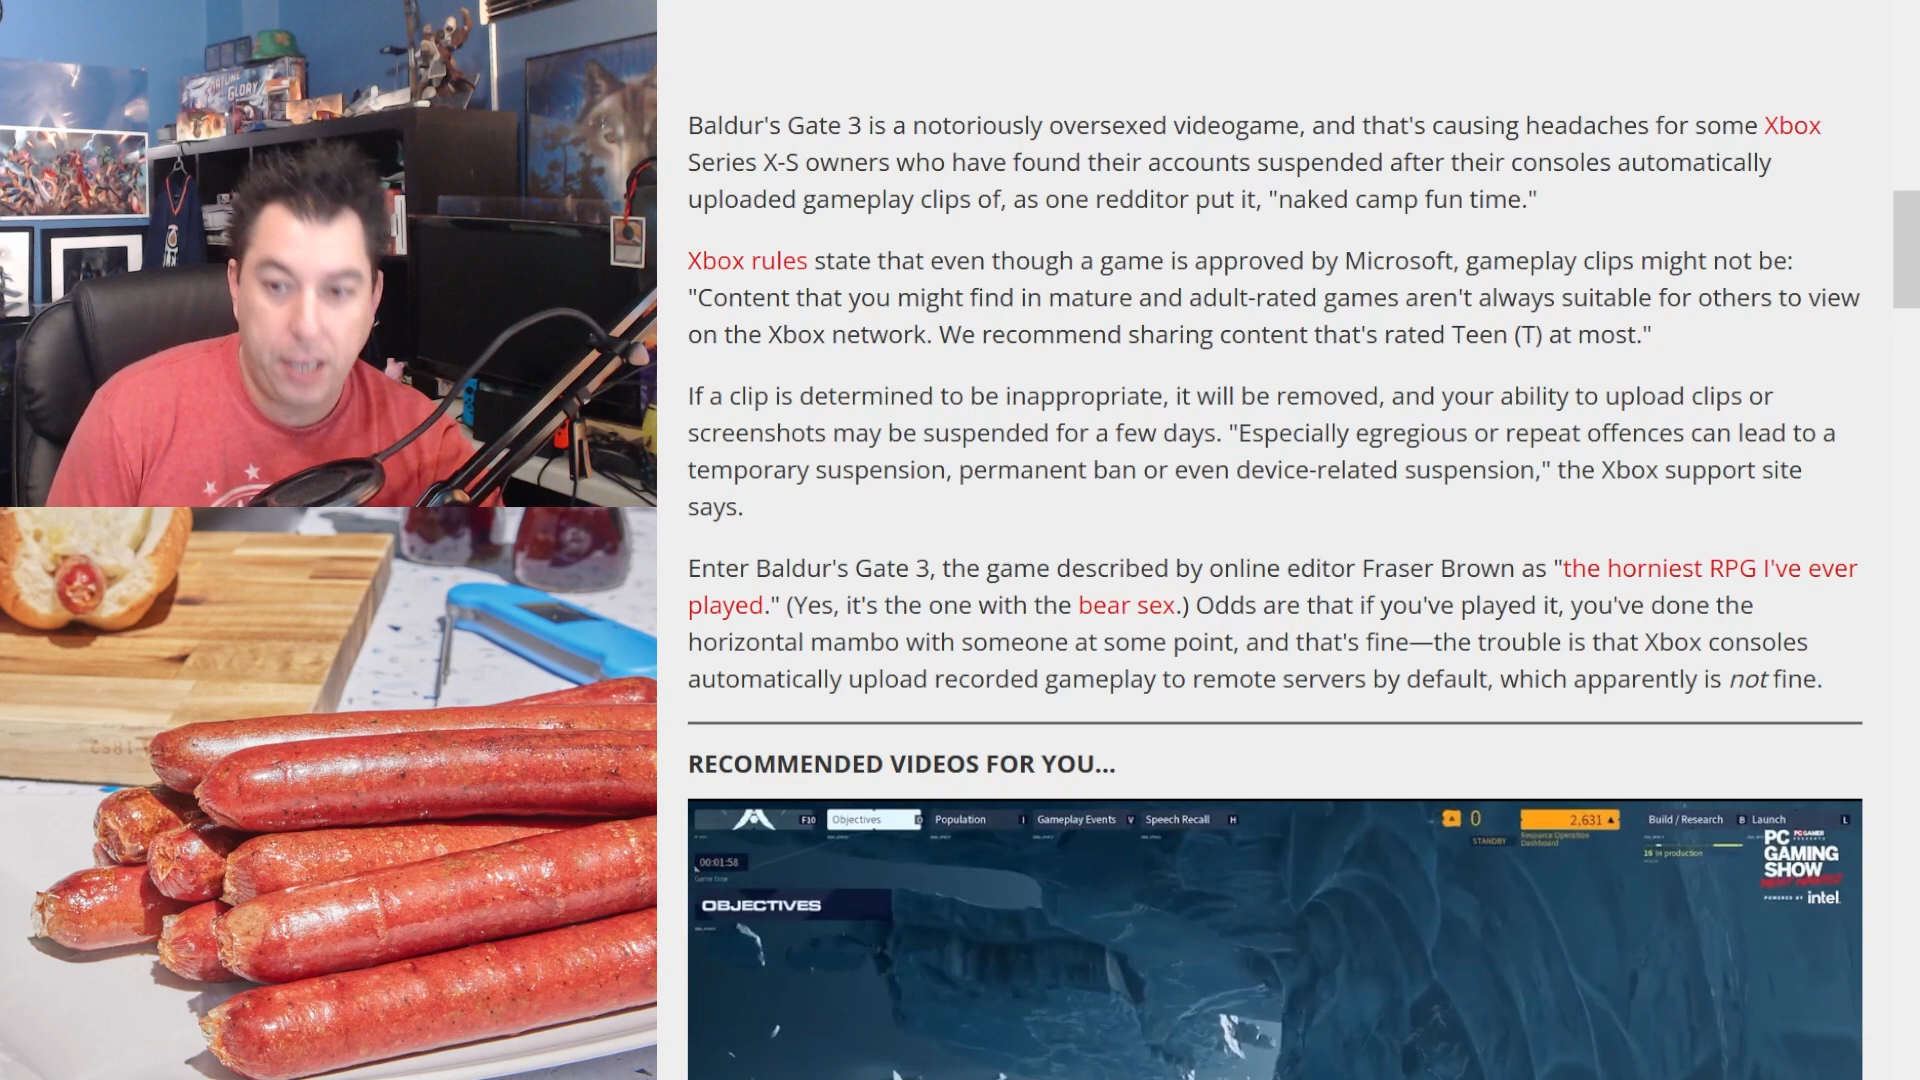 FORTUNE
GLORY
Baldur's Gate 3 is a notoriously oversexed videogame, and that's causing headaches for some Xbox
Series X-S owners who have found their accounts suspended after their consoles automatically
uploaded gameplay clips of, as one redditor put it, "naked camp fun time."
Xbox rules state that even though a game is approved by Microsoft, gameplay clips might not be:
"Content that you might find in mature and adult-rated games aren't always suitable for others to view
on the Xbox network. We recommend sharing content that's rated Teen (T) at most."
If a clip is determined to be inappropriate, it will be removed, and your ability to upload clips or
screenshots may be suspended for a few days. "Especially egregious or repeat offences can lead to a
temporary suspension, permanent ban or even device-related suspension," the Xbox support site
says.
Enter Baldur's Gate 3, the game described by online editor Fraser Brown as "the horniest RPG I've ever
played." (Yes, it's the one with the bear sex.) Odds are that if you've played it, you've done the
horizontal mambo with someone at some point, and that's fine—the trouble is that Xbox consoles
automatically upload recorded gameplay to remote servers by default, which apparently is not fine.
RECOMMENDED VIDEOS FOR YOU...
F10 Objectives O Population I Gameplay Events V Speech Recall H 0 2,631 Build / Research B Launch L
STANDBY Resource Operation
Dashboard
16 in production
00:01:58
Game time
OBJECTIVES
PC GAMER
PC
GAMING
SHOW
POWERED BY intel